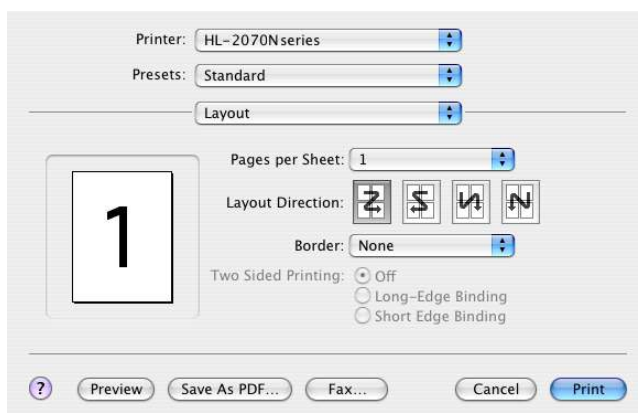 Printer: HL-2070N series
Presets: Standard
Layout
1
Pages per Sheet: 1
Layout Direction:
Border: None
Two Sided Printing: Off
Long-Edge Binding
Short Edge Binding
? Preview Save As PDF... Fax... Cancel Print